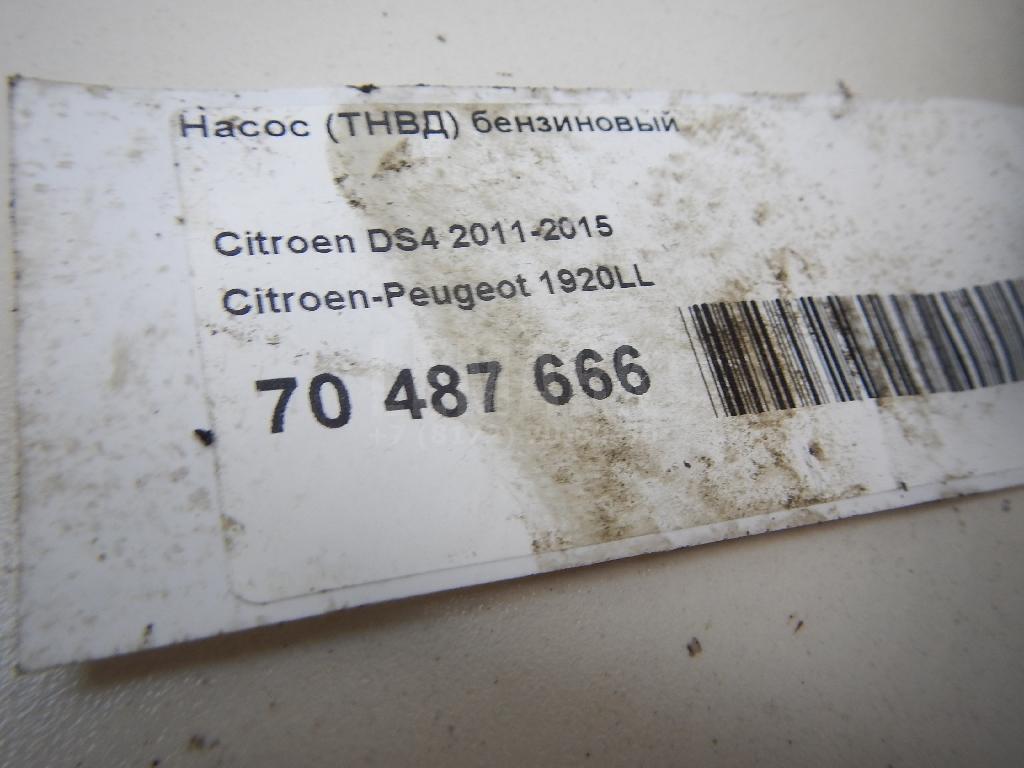 Насос (ТНВД) бензиновый
Citroen DS4 2011-2015
Citroen-Peugeot 1920LL
70 487 666